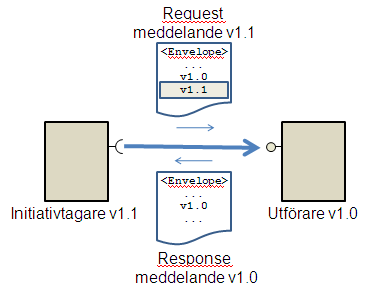 Request
meddelande v1.1
<Envelope>
...
v1.0
v1.1
Initiativtagare v1.1
Utförare v1.0
<Envelope>
...
v1.0
...
Response
meddelande v1.0